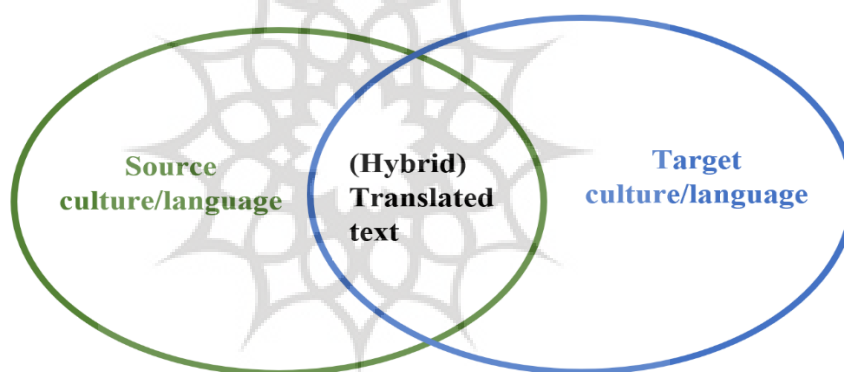 Source
culture/language
(Hybrid)
Translated
text
Target
culture/language